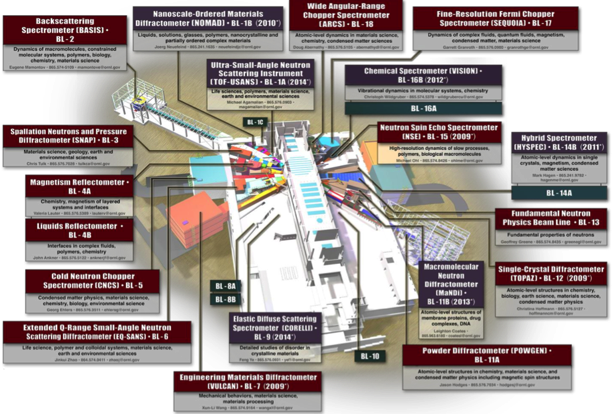 Backscattering
Spectrometer (BASIS) •
BL-2
Dynamics of macromolecules, constrained
molecular systems, polymers, biology,
chemistry, materials science
Nanoscale-Ordered Materials
Diffractometer (NOMAD) • BL-1B (2010*)
Liquids, solutions, glasses, polymers, nanocrystalline and
partially ordered complex materials
Wide Angular-Range
Chopper Spectrometer
(ARCS) • BL-18
Atomic-level dynamics in materials science,
chemistry, condensed matter sciences
Fine-Resolution Fermi Chopper
Spectrometer (SEQUOIA) • BL-17
Dynamics of complex fluids, quantum fluids, magnetism,
condensed matter, materials science
Ultra-Small-Angle Neutron
Scattering Instrument
(TOF-USANS) • BL-1A (2014*)
Life sciences, polymers, materials science,
earth and environmental sciences
Chemical Spectrometer (VISION) •
BL-16B (2012*)
Vibrational dynamics in molecular systems, chemistry
BL-16A
BL-1C
Neutron Spin Echo Spectrometer
(NSE) • BL-15 (2009*)
High-resolution dynamics of slow processes,
polymers, biological macromolecules
Spallation Neutrons and Pressure
Diffractometer (SNAP) • BL-3
Materials science, geology, earth and
environmental sciences
Hybrid Spectrometer
(HYSPEC) • BL-14B (2011*)
Atomic-level dynamics in single
crystals, magnetism, condensed
matter sciences
BL-14A
Magnetism Reflectometer •
BL-4A
Chemistry, magnetism of layered
systems and interfaces
Liquids Reflectometer •
BL-4B
Interfaces in complex fluids,
polymers, chemistry
Fundamental Neutron
Physics Beam Line • BL-13
Fundamental properties of neutrons
Cold Neutron Chopper
Spectrometer (CNCS) • BL-5
Condensed matter physics, materials science,
chemistry, biology, environmental science
BL-8A
BL-8B
Macromolecular
Neutron
Diffractometer
(MaNDi) •
BL-11B (2013*)
Atomic-level structures of
membrane proteins, drug
complexes, DNA
Single-Crystal Diffractometer
(TOPAZ) • BL-12 (2009*)
Atomic-level structures in chemistry,
biology, earth science, materials science,
condensed matter physics
Extended Q-Range Small-Angle Neutron
Scattering Diffractometer (EQ-SANS) • BL-6
Life science, polymer and colloidal systems, materials science,
earth and environmental sciences
Elastic Diffuse Scattering
Spectrometer (CORELLI) •
BL-9 (2014*)
Detailed studies of disorder in
crystalline materials
BL-10
Powder Diffractometer (POWGEN) •
BL-11A
Atomic-level structures in chemistry, materials science, and
condensed matter physics including magnetic spin structures
Engineering Materials Diffractometer
(VULCAN) • BL-7 (2009*)
Mechanical behaviors, materials science,
materials processing